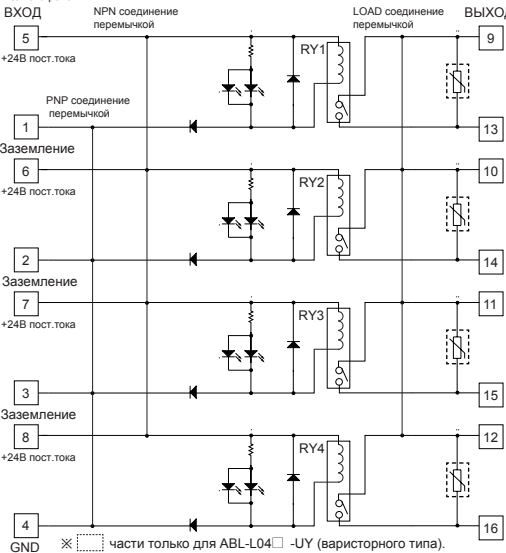 ВХОД
NPN соединение
перемычкой
LOAD соединение
перемычкой
ВЫХОД
5
9
+24В пост.тока
RY1
PNP соединение
перемычкой
1
13
Заземление
6
10
+24В пост.тока
RY2
2
14
Заземление
7
11
+24В пост.тока
RY3
3
15
Заземление
8
12
+24В пост.тока
RY4
4
16
GND
※ части только для ABL-L04□ -UY (варисторного типа).